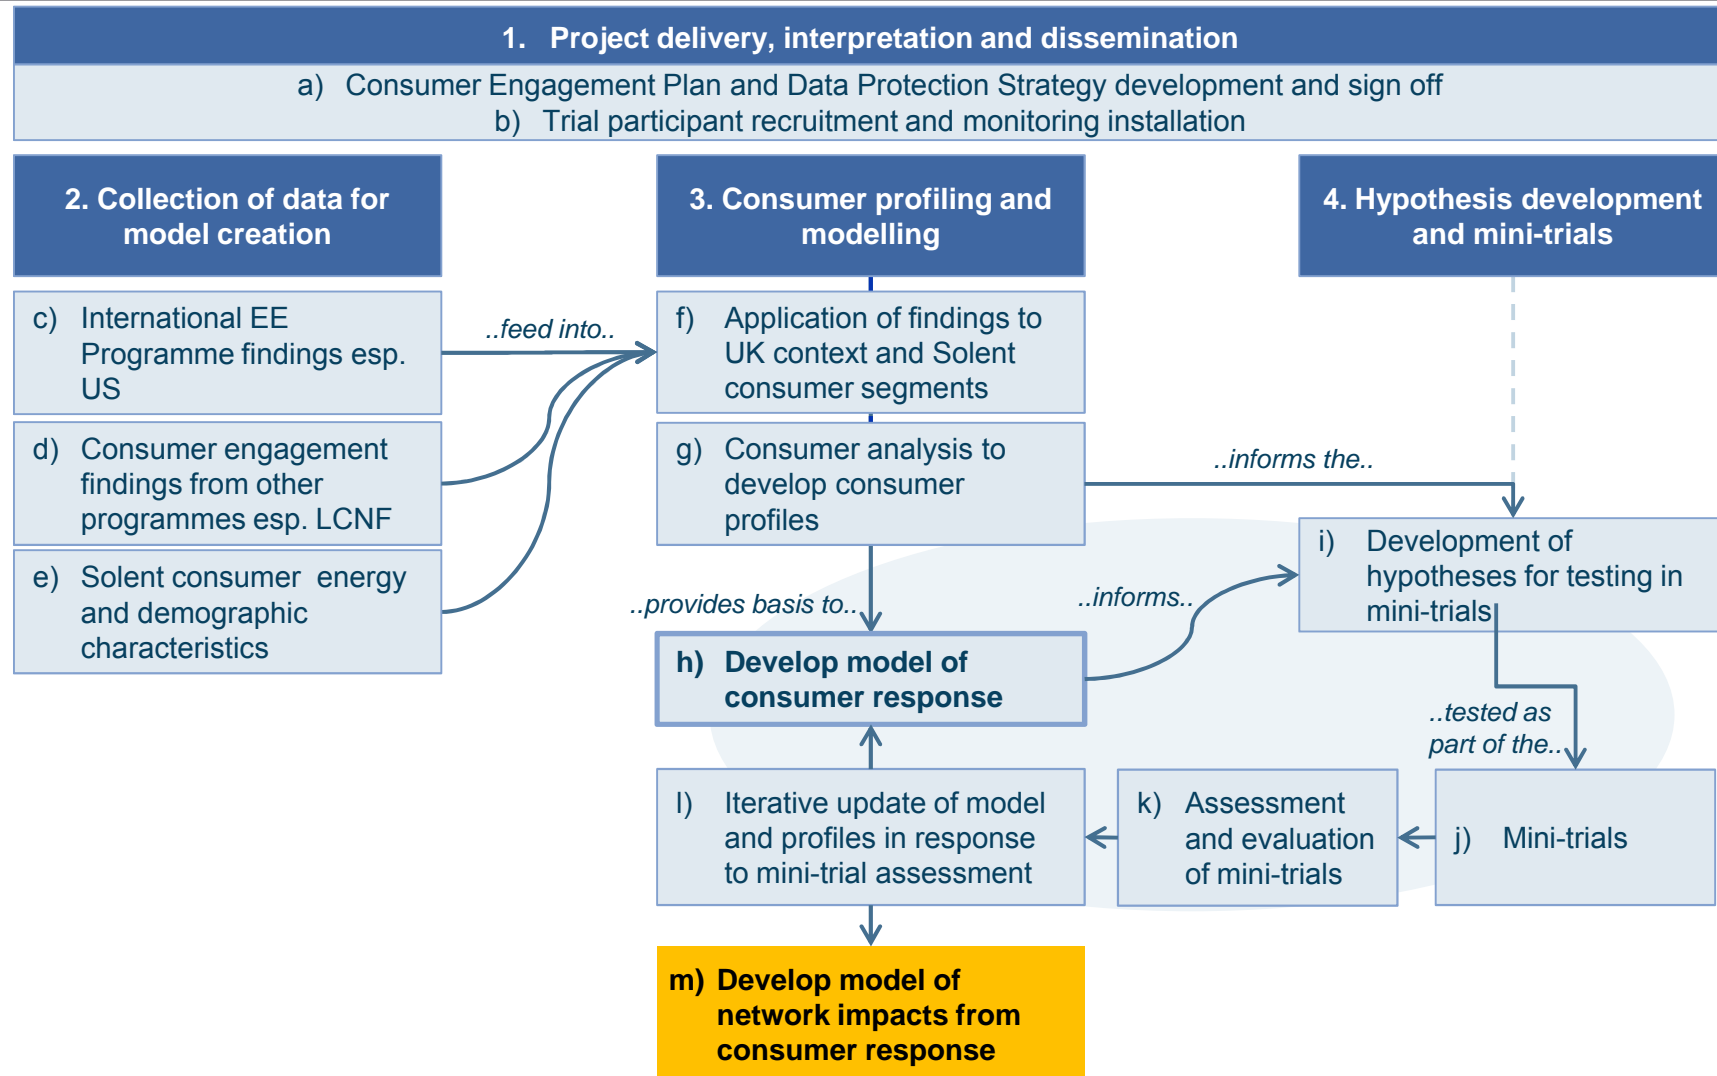 1. Project delivery, interpretation and dissemination
a) Consumer Engagement Plan and Data Protection Strategy development and sign off
b) Trial participant recruitment and monitoring installation
2. Collection of data for
model creation
3. Consumer profiling and
modelling
4. Hypothesis development
and mini-trials
c) International EE
Programme findings esp.
US
..feed into..
f) Application of findings to
UK context and Solent
consumer segments
d) Consumer engagement
findings from other
programmes esp. LCNF
g) Consumer analysis to
develop consumer
profiles
..informs the..
e) Solent consumer energy
and demographic
characteristics
i) Development of
hypotheses for testing in
mini-trials
..provides basis to..
..informs..
h) Develop model of
consumer response
..tested as
part of the..
l) Iterative update of model
and profiles in response
to mini-trial assessment
k) Assessment
and evaluation
of mini-trials
j) Mini-trials
m) Develop model of
network impacts from
consumer response